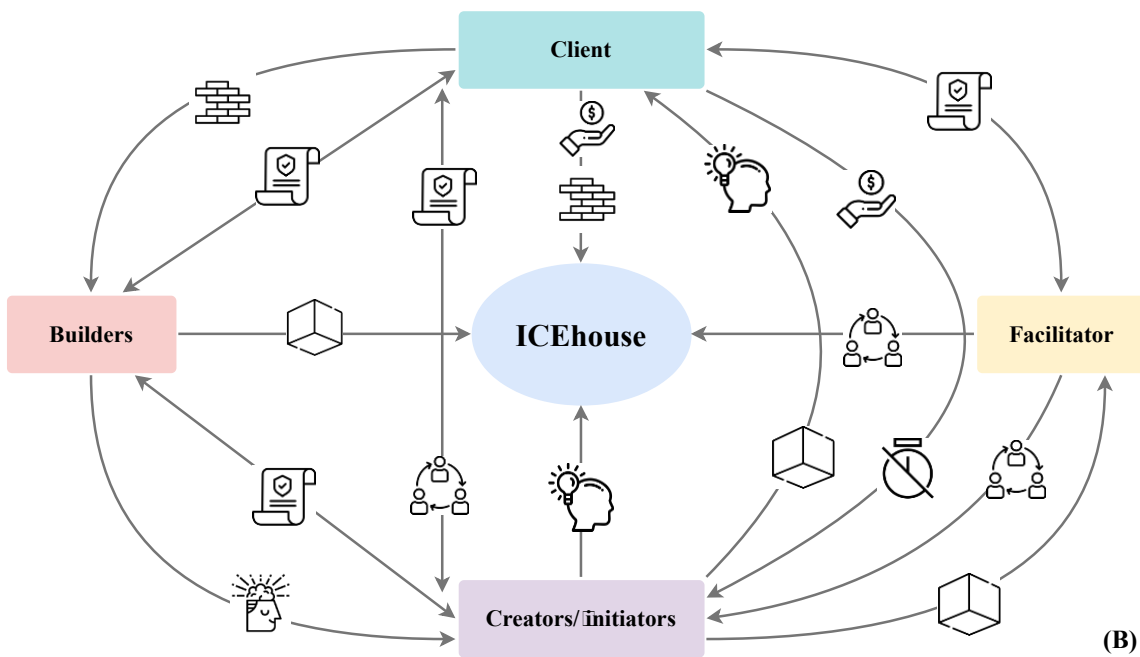 Client
Builders
ICEhouse
Facilitator
Creators/initiators
(B)